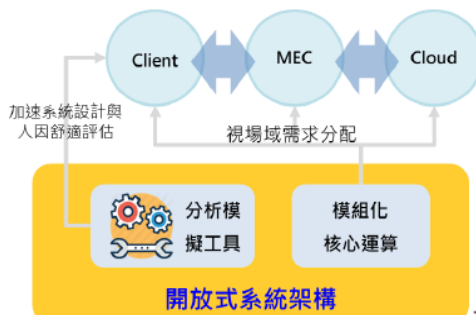 Client
MEC
Cloud
加速系統設計與
人因舒適評估
視場域需求分配
分析模
擬工具
模組化
核心運算
開放式系統架構